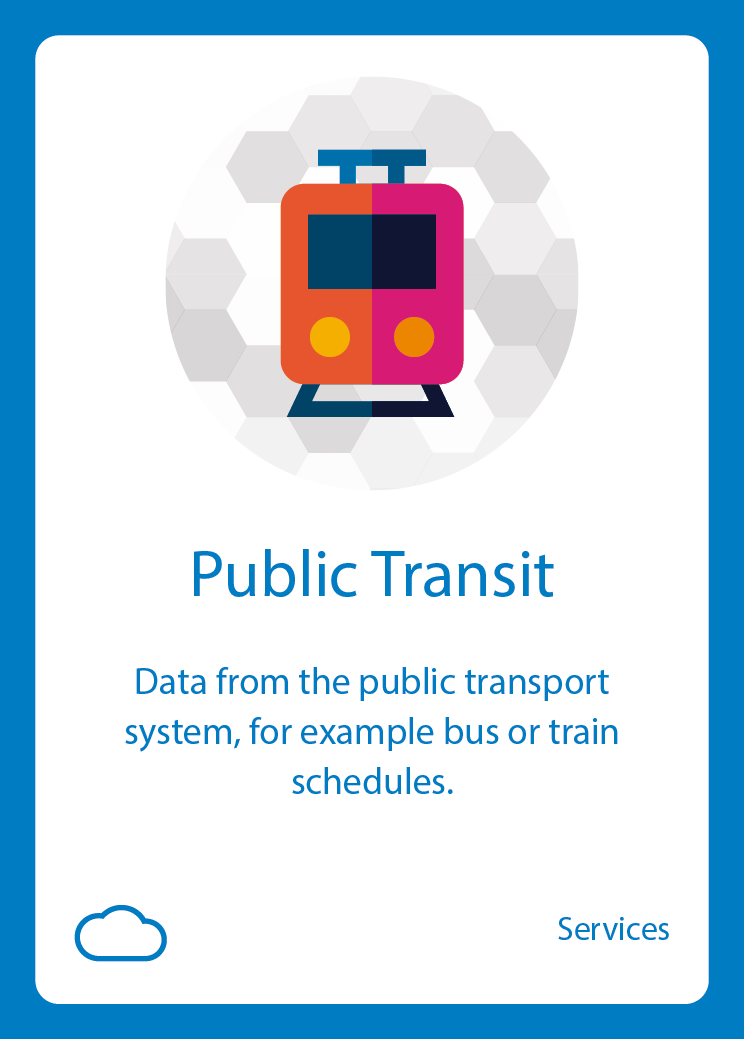 Public Transit
Data from the public transport
system, for example bus or train
schedules.
Services